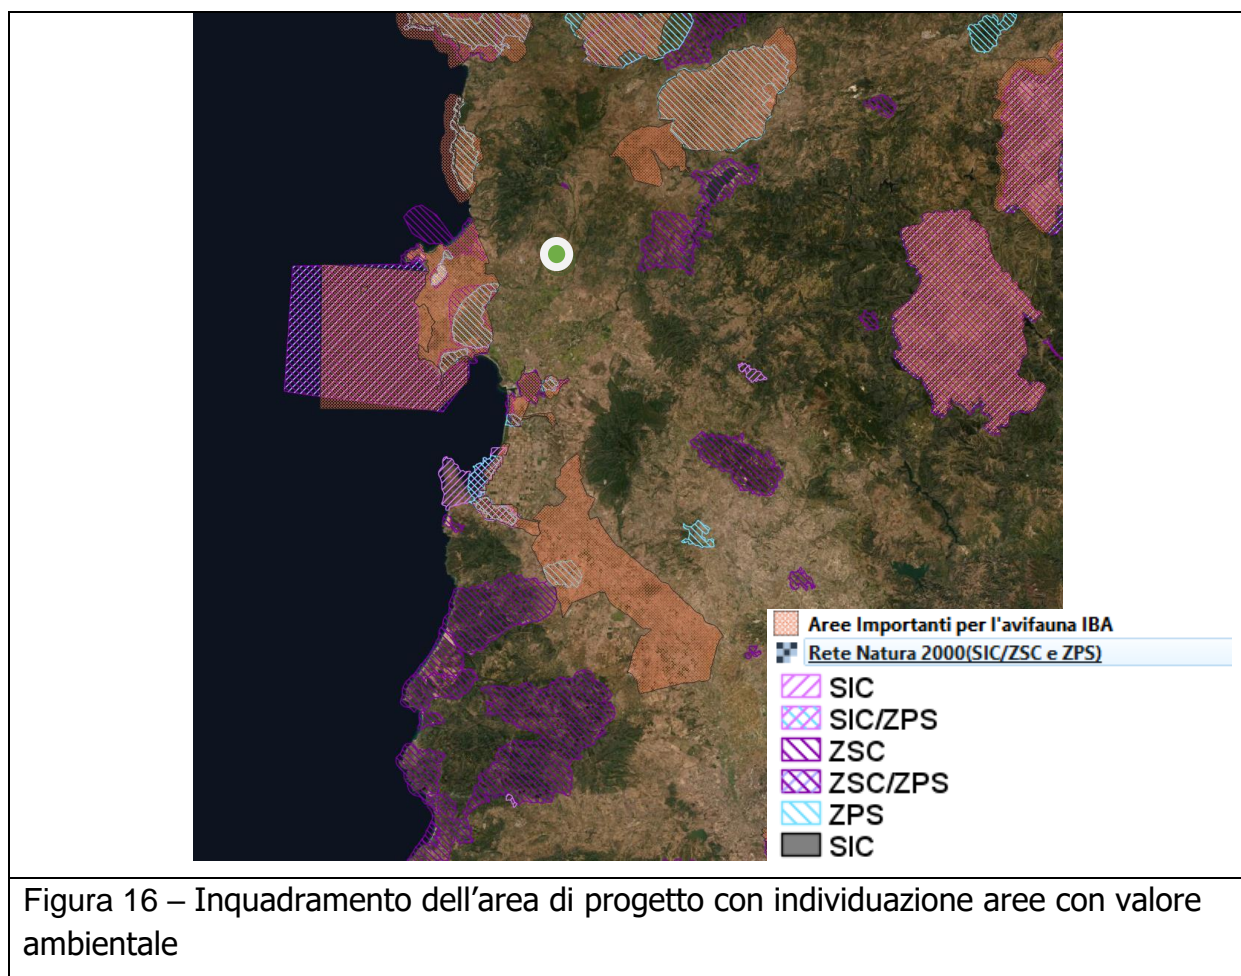 Aree Importanti per l'avifauna IBA
Rete Natura 2000(SIC/ZSC e ZPS)
SIC
SIC/ZPS
ZSC
ZSC/ZPS
ZPS
SIC
Figura 16 – Inquadramento dell’area di progetto con individuazione aree con valore
ambientale